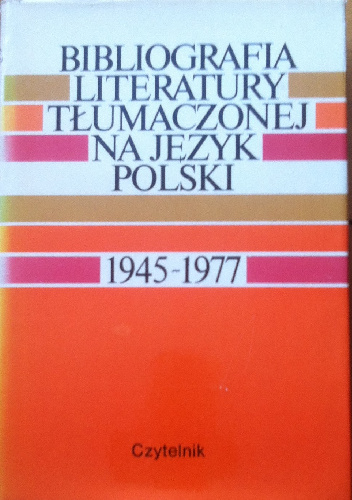 BIBLIOGRAFIA
LITERATURY
TŁUMACZONEJ
NA JĘZYK
POLSKI
1945-1977
Czytelnik